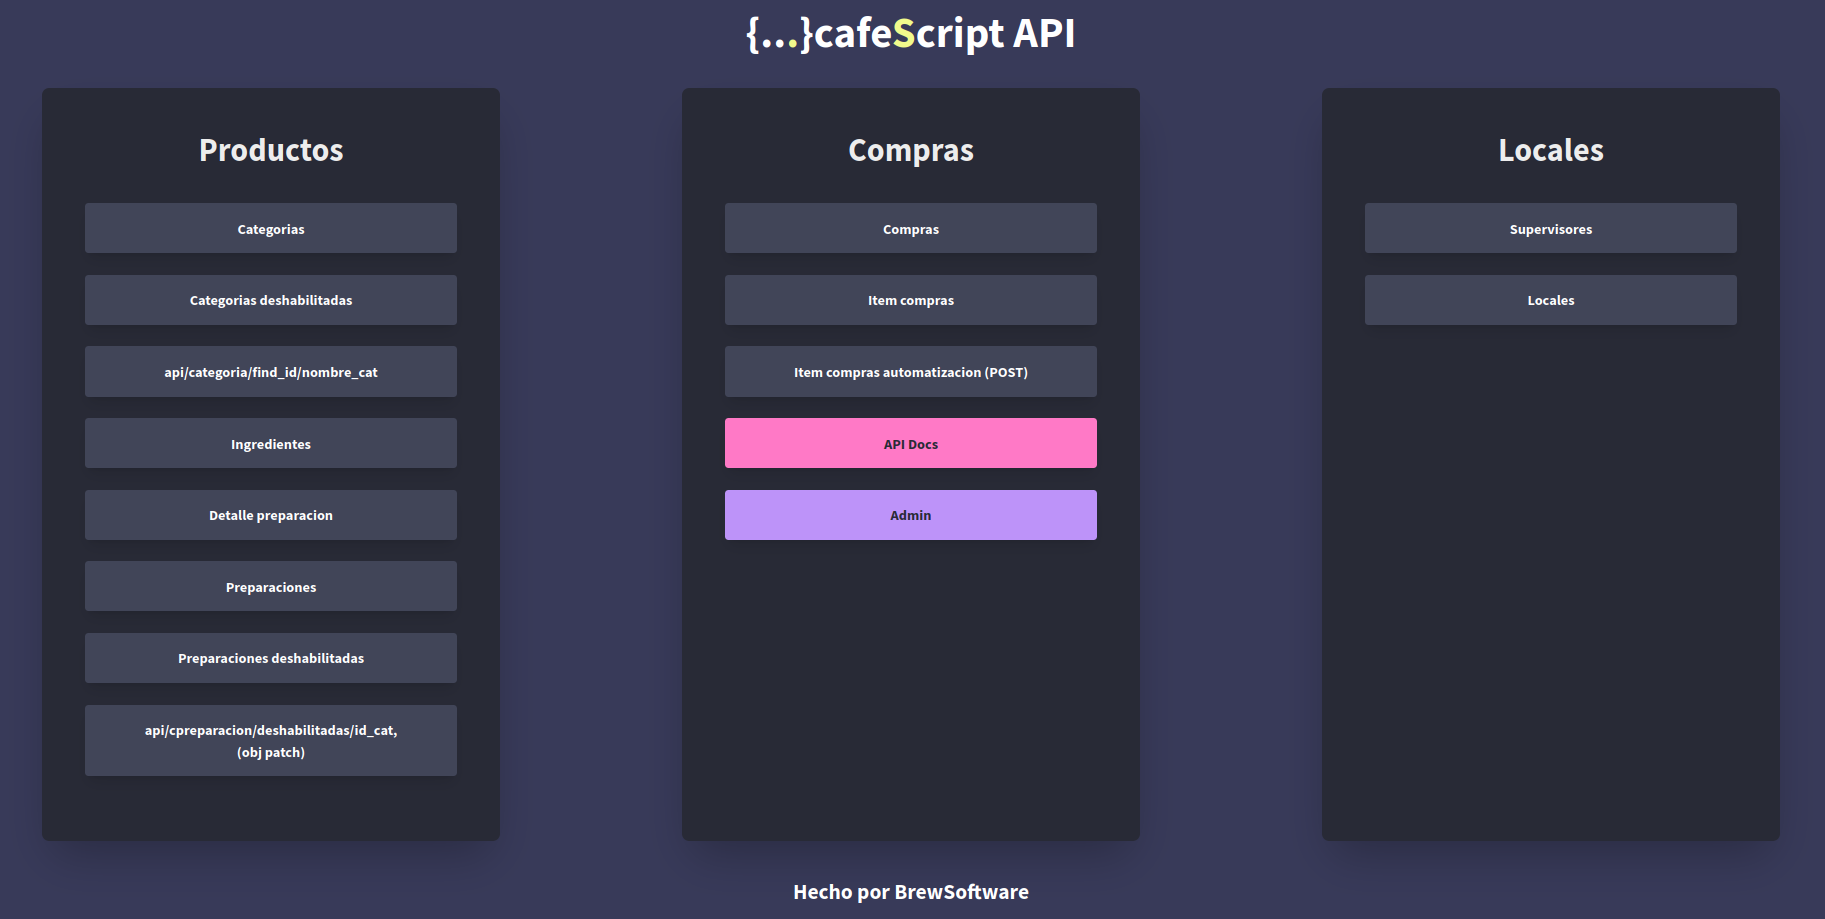 {...}cafeScript API
Productos
Categorias
Categorias deshabilitadas
api/categoria/find_id/nombre_cat
Ingredientes
Detalle preparacion
Preparaciones
Preparaciones deshabilitadas
api/cpreparacion/deshabilitadas/id_cat,
(obj patch)
Compras
Compras
Item compras
Item compras automatizacion (POST)
API Docs
Admin
Locales
Supervisores
Locales
Hecho por BrewSoftware